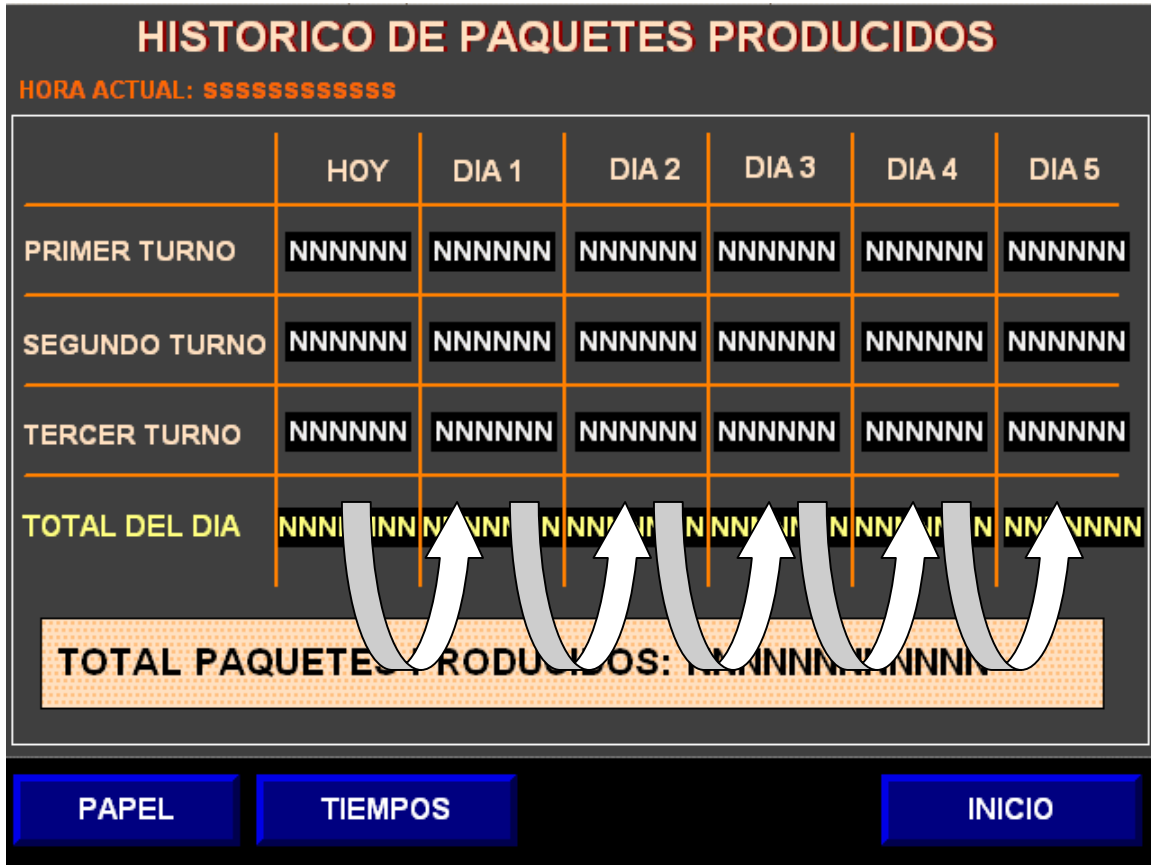 HISTORICO DE PAQUETES PRODUCIDOS
HORA ACTUAL: sssssssssssss
HOY DIA 1 DIA 2 DIA 3 DIA 4 DIA 5
PRIMER TURNO NNNNNN NNNNNN NNNNNN NNNNNN NNNNNN NNNNNN
SEGUNDO TURNO NNNNNN NNNNNN NNNNNN NNNNNN NNNNNN NNNNNN
TERCER TURNO NNNNNN NNNNNN NNNNNN NNNNNN NNNNNN NNNNNN
TOTAL DEL DIA
TOTAL PAQUETES PRODUCIDOS:
PAPEL TIEMPOS INICIO